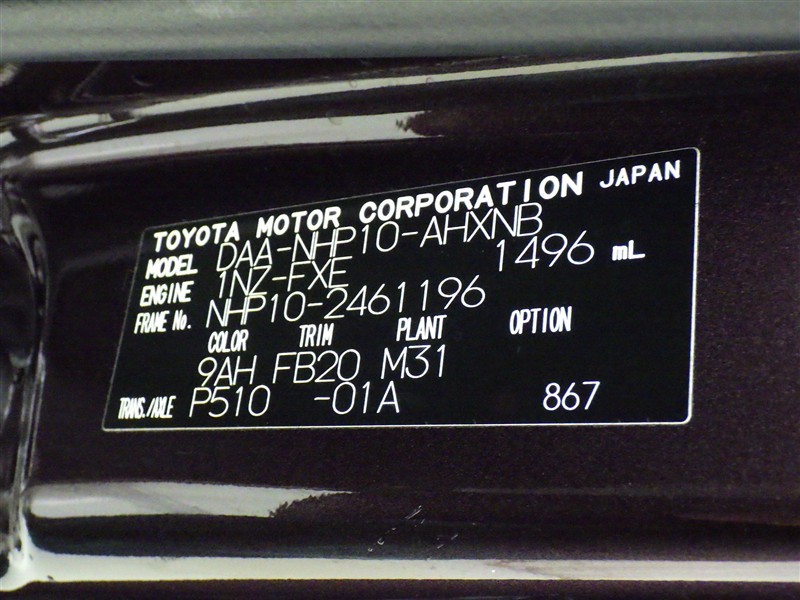 TOYOTA MOTOR CORPORATION JAPAN
MODEL DAA-NHP10-AHXNB
ENGINE 1NZ-FXE 1496 mL
FRAME No. NHP10-2461196
COLOR TRIM PLANT OPTION
9AH FB20 M31
TRANS./AXLE P510 -01A 867